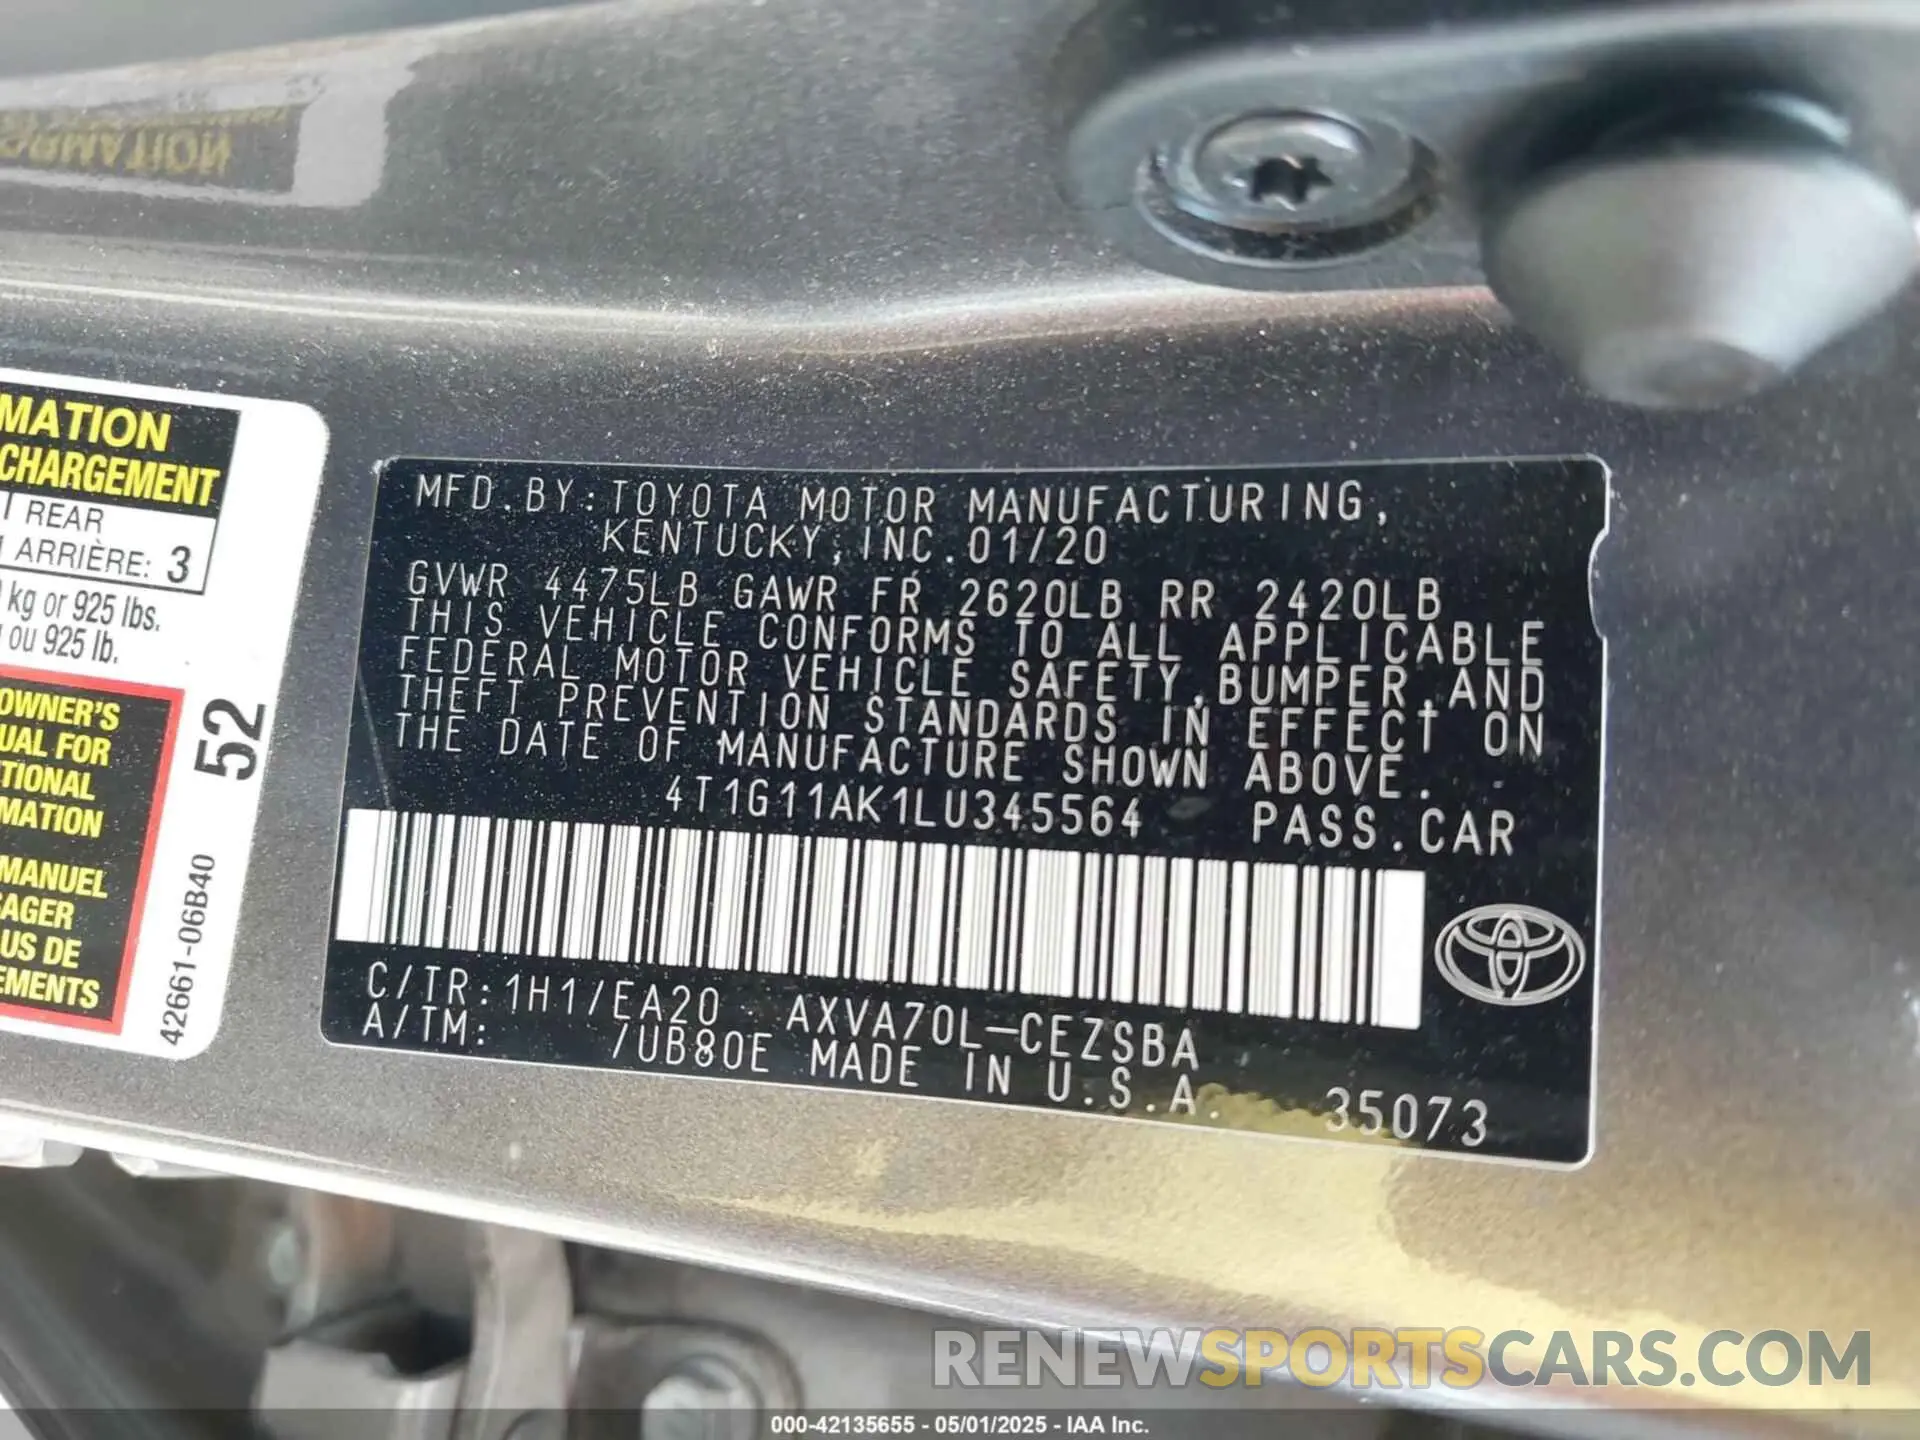 ORMATION
MATION
CHARGEMENT
REAR
ARRIÈRE: 3
kg or 925 lbs.
ou 925 lb.
OWNER'S
UAL FOR
TIONAL
MATION
MANUEL
AGER
US DE
EMENTS
52
42661-06B40
MFD.BY:TOYOTA MOTOR MANUFACTURING,
KENTUCKY,INC.01/20
GVWR 4475LB GAWR FR 2620LB RR 2420LB
THIS VEHICLE CONFORMS TO ALL APPLICABLE
FEDERAL MOTOR VEHICLE SAFETY,BUMPER,AND
THEFT PREVENTION STANDARDS IN EFFECT ON
THE DATE OF MANUFACTURE SHOWN ABOVE.
4T1G11AK1LU345564 PASS.CAR
C/TR:1H1/EA20 AXVA70L-CEZSBA
A/TM: /UB80E MADE IN U.S.A.
35073
RENEWSPORTSCARS.COM
000-42135655 - 05/01/2025 - IAA Inc.